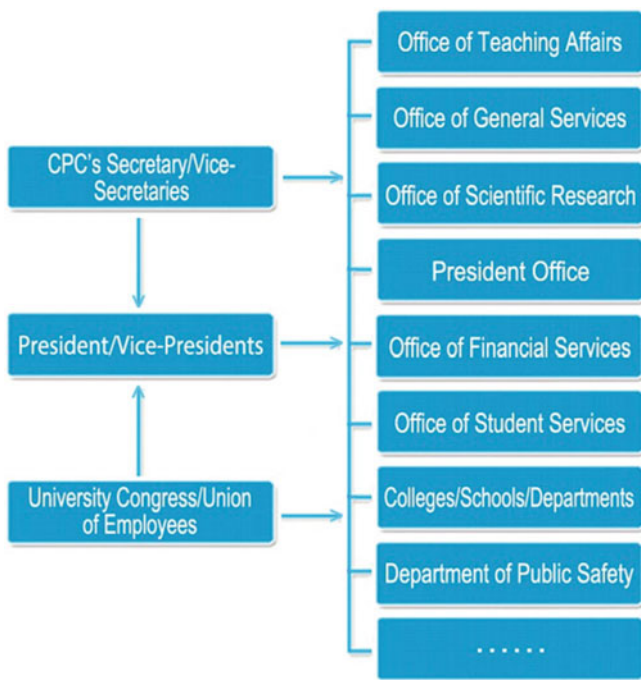 Office of Teaching Affairs
Office of General Services
CPC's Secretary/Vice-
Secretaries
Office of Scientific Research
President Office
President/Vice-Presidents
Office of Financial Services
Office of Student Services
University Congress/Union
of Employees
Colleges/Schools/Departments
Department of Public Safety
......